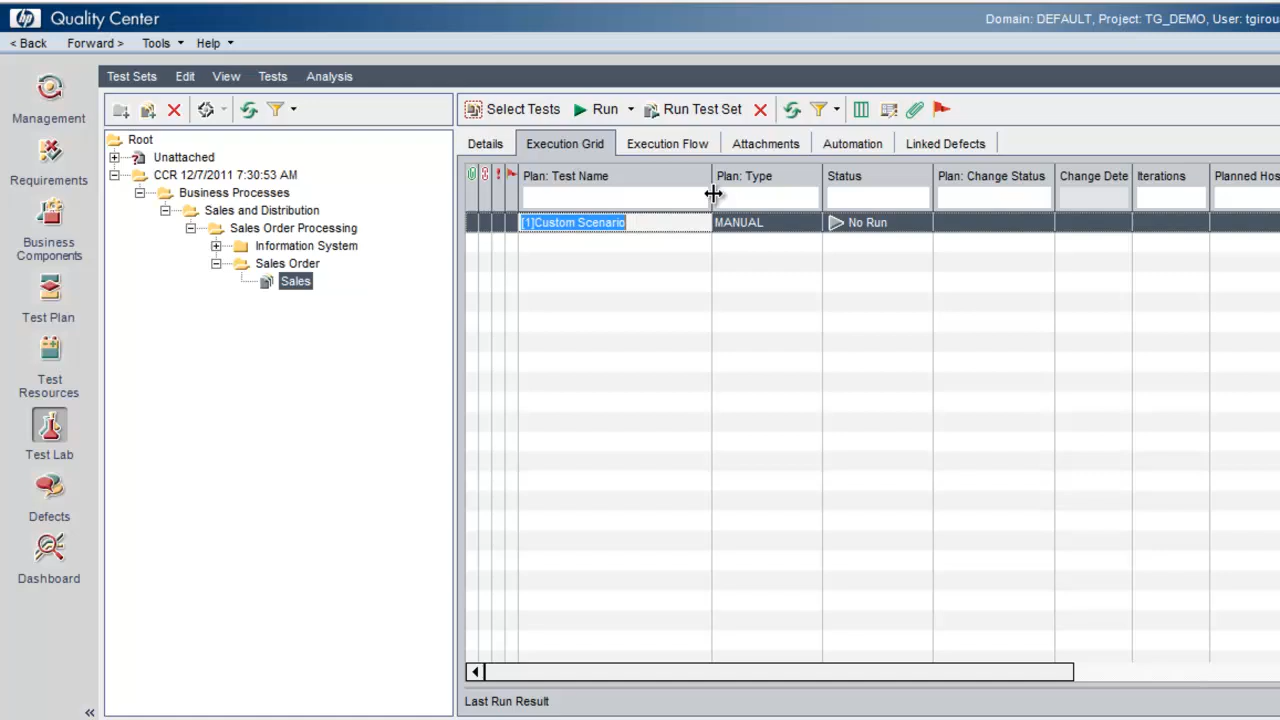 hp Quality Center
Domain: DEFAULT, Project: TG_DEMO, User: tgirou
< Back Forward > Tools Help
Test Sets Edit View Tests Analysis
Select Tests Run Run Test Set
Details Execution Grid Execution Flow Attachments Automation Linked Defects
Management
Requirements
Business
Components
Test Plan
Test
Resources
Test Lab
Defects
Dashboard
Root
Unattached
CCR 12/7/2011 7:30:53 AM
Business Processes
Sales and Distribution
Sales Order Processing
Information System
Sales Order
Sales
Plan: Test Name Plan: Type Status Plan: Change Status Change Dete Iterations Planned Hos
[1]Custom Scenario MANUAL No Run
Last Run Result